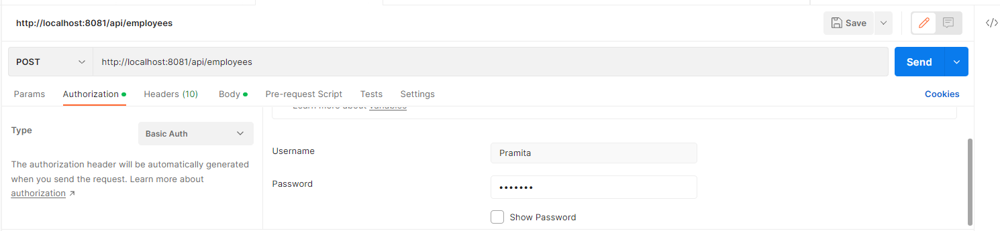 http://localhost:8081/api/employees
Save
</>
POST
http://localhost:8081/api/employees
Send
Params Authorization Headers (10) Body Pre-request Script Tests Settings Cookies
Learn more about variables
Type
Basic Auth
The authorization header will be automatically generated
when you send the request. Learn more about
authorization ↗
Username
Pramita
Password
•••••••
Show Password